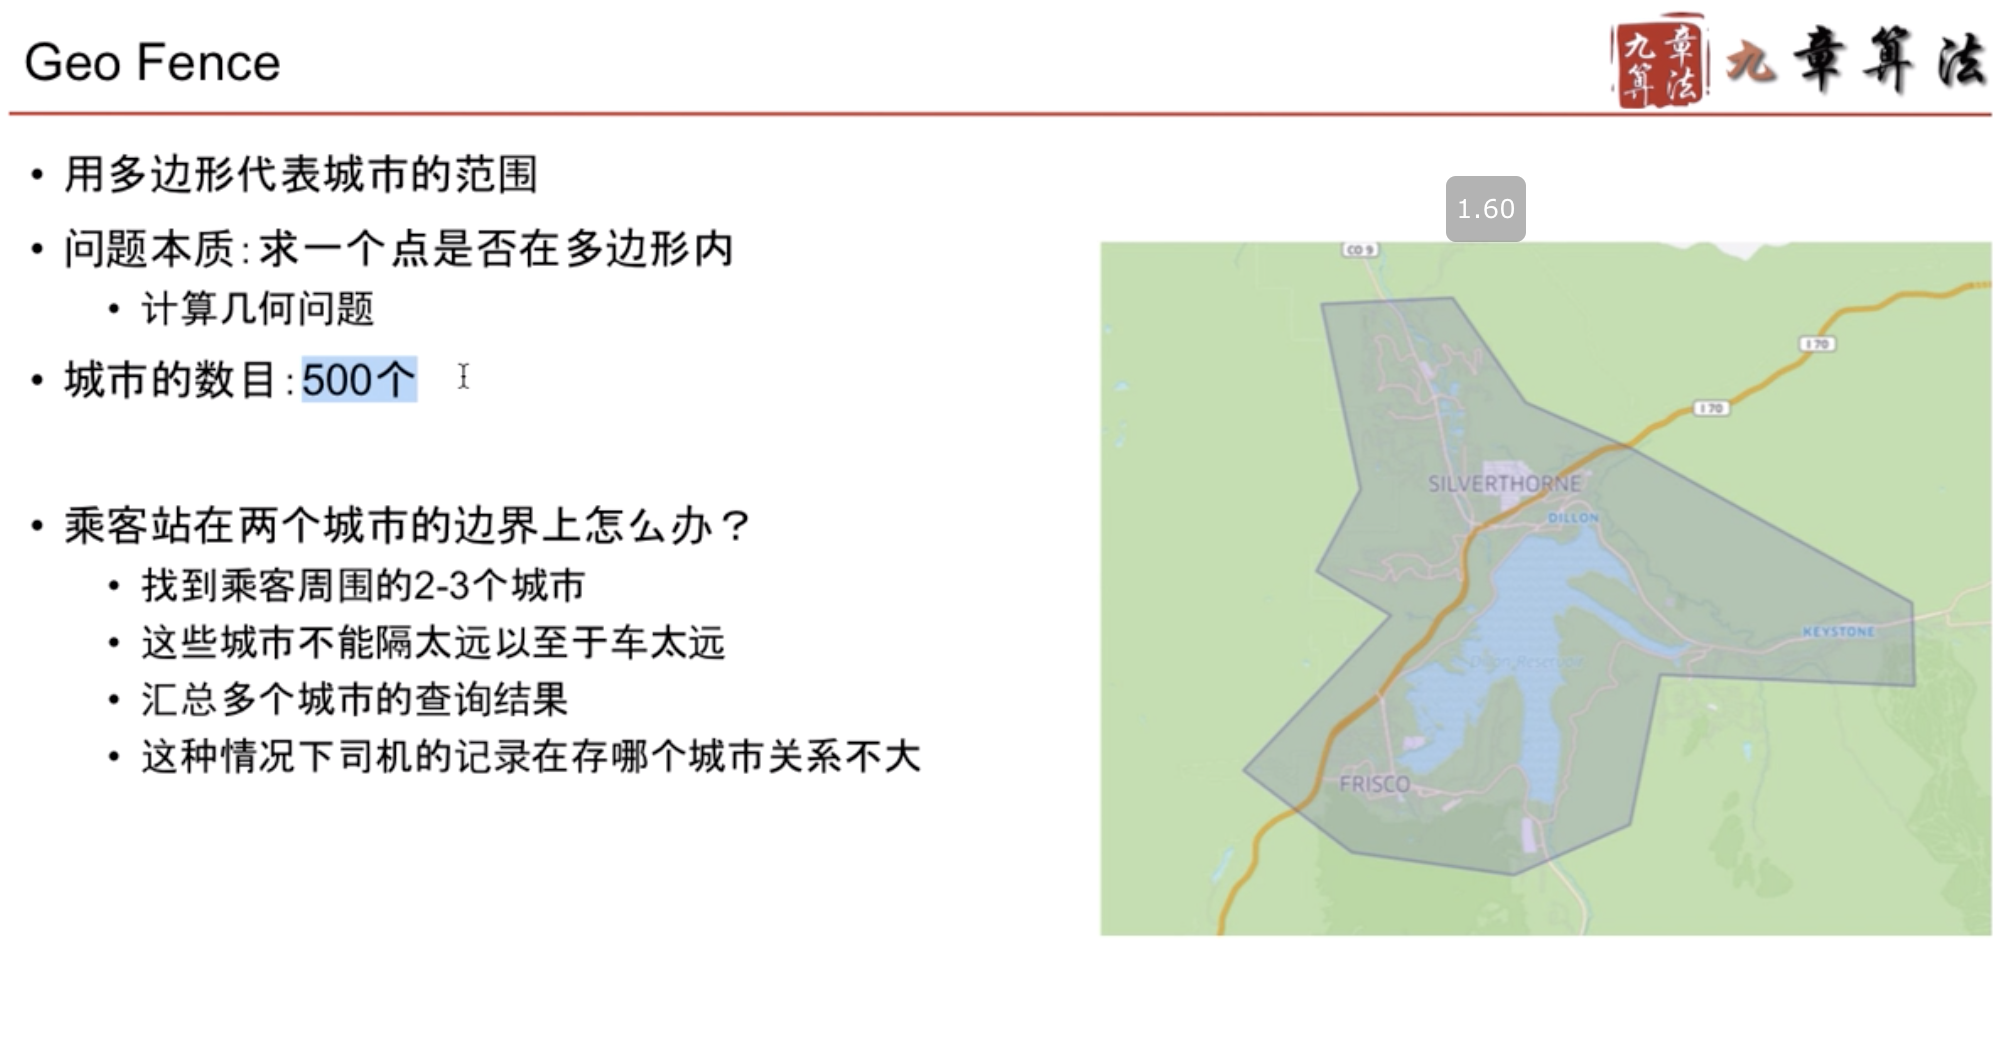 Geo Fence
九章算法
九章算法
• 用多边形代表城市的范围
• 问题本质:求一个点是否在多边形内
• 计算几何问题
• 城市的数目:500个
• 乘客站在两个城市的边界上怎么办？
• 找到乘客周围的2-3个城市
• 这些城市不能隔太远以至于车太远
• 汇总多个城市的查询结果
• 这种情况下司机的记录在存哪个城市关系不大
1.60
CO 9
I 70
I 70
SILVERTHORNE
DILLON
KEYSTONE
Dillon Reservoir
FRISCO